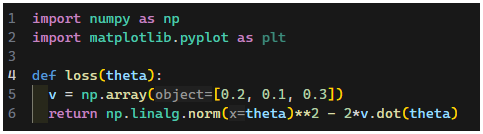 1 import numpy as np
2 import matplotlib.pyplot as plt
3
4 def loss(theta):
5   v = np.array(object=[0.2, 0.1, 0.3])
6   return np.linalg.norm(x=theta)**2 - 2*v.dot(theta)